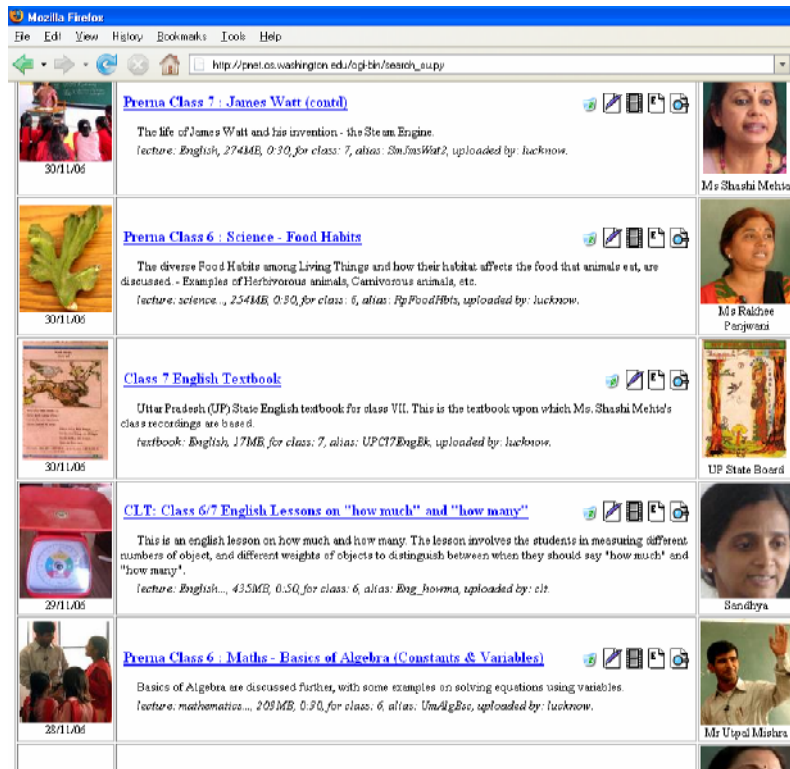 Mozilla Firefox
File Edit View History Bookmarks Tools Help
http://pnet.cs.washington.edu/cgi-bin/search_eu.py
Prerna Class 7 : James Watt (contd)
The life of James Watt and his invention - the Steam Engine.
lecture: English, 274MB, 0:30, for class: 7, alias: SmJmsWat2, uploaded by: lucknow.
30/11/06
Ms Shashi Mehta
Prerna Class 6 : Science - Food Habits
The diverse Food Habits among Living Things and how their habitat affects the food that animals eat, are
discussed. - Examples of Herbivorous animals, Carnivorous animals, etc.
lecture: science..., 254MB, 0:30, for class: 6, alias: RpFoodHbts, uploaded by: lucknow.
30/11/06
Ms Rakhee
Panjwani
Class 7 English Textbook
Uttar Pradesh (UP) State English textbook for class VII. This is the textbook upon which Ms. Shashi Mehta's
class recordings are based.
textbook: English, 17MB, for class: 7, alias: UPCl7EngBk, uploaded by: lucknow.
30/11/06
UP State Board
CLT: Class 6/7 English Lessons on "how much" and "how many"
This is an english lesson on how much and how many. The lesson involves the students in measuring different
numbers of object, and different weights of objects to distinguish between when they should say "how much" and
"how many".
lecture: English..., 435MB, 0:50, for class: 6, alias: Eng_howma, uploaded by: clt.
29/11/06
Sandhya
Prerna Class 6 : Maths - Basics of Algebra (Constants & Variables)
Basics of Algebra are discussed further, with some examples on solving equations using variables.
lecture: mathematics..., 209MB, 0:30, for class: 6, alias: UmAlgBsc, uploaded by: lucknow.
28/11/06
Mr Utpal Mishra